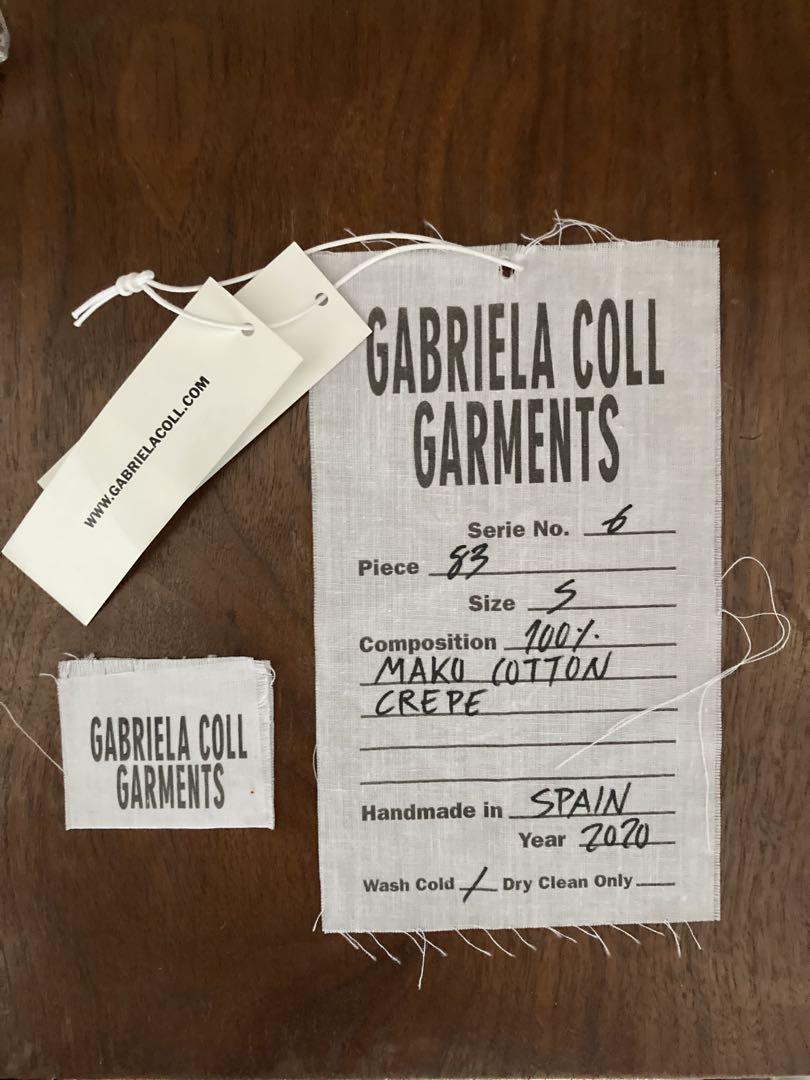 WWW.GABRIELACOLL.COM
GABRIELA COLL
GARMENTS
Serie No. 6
Piece 83
Size S
Composition 100%.
MAKO COTTON
CREPE
Handmade in SPAIN
Year 2020
Wash Cold / Dry Clean Only
GABRIELA COLL
GARMENTS